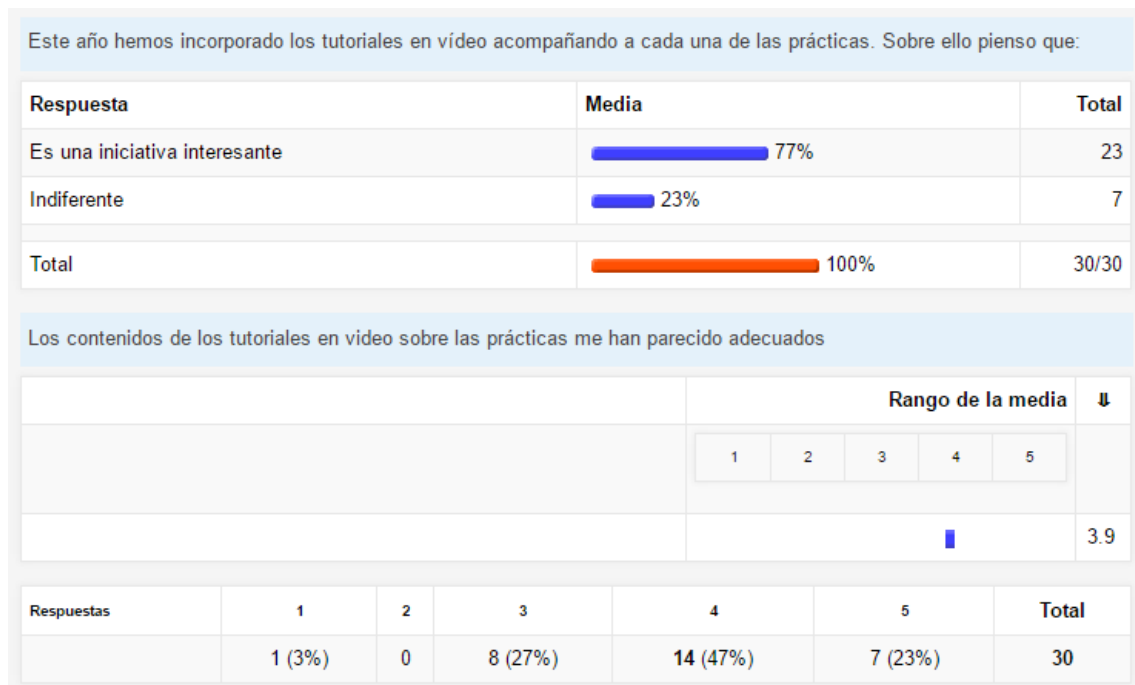 Este año hemos incorporado los tutoriales en vídeo acompañando a cada una de las prácticas. Sobre ello pienso que:
Respuesta Media Total
Es una iniciativa interesante 77% 23
Indiferente 23% 7
Total 100% 30/30
Los contenidos de los tutoriales en video sobre las prácticas me han parecido adecuados
Rango de la media ⇓
1 2 3 4 5
3.9
Respuestas 1 2 3 4 5 Total
1 (3%) 0 8 (27%) 14 (47%) 7 (23%) 30